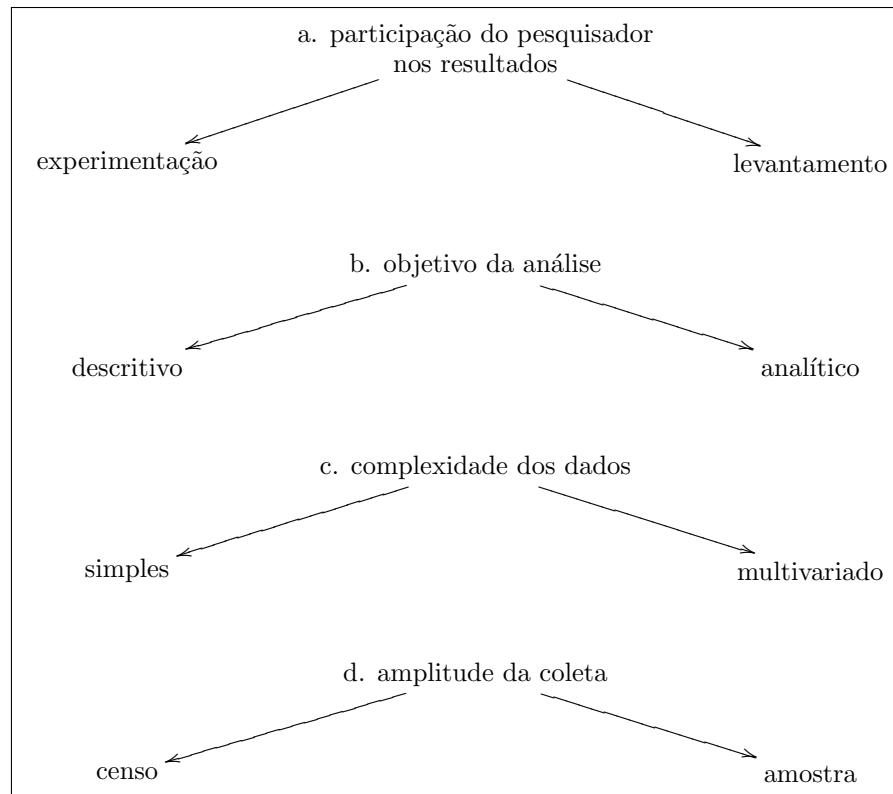 a. participação do pesquisador
nos resultados
experimentação
levantamento
b. objetivo da análise
descritivo
analítico
c. complexidade dos dados
simples
multivariado
d. amplitude da coleta
censo
amostra